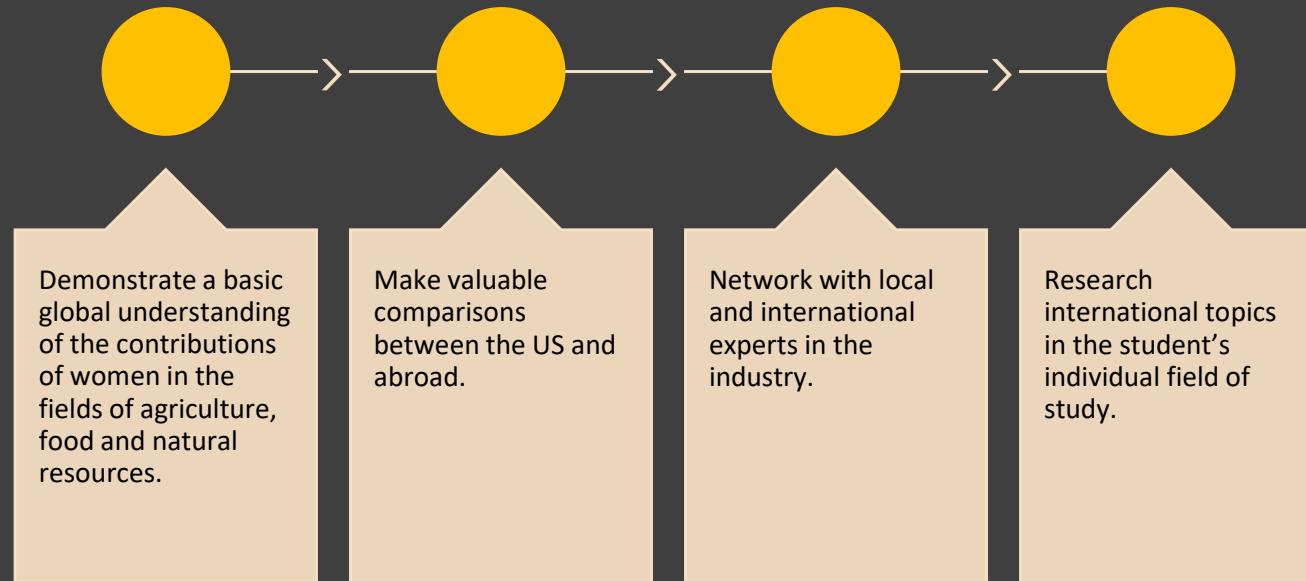 Demonstrate a basic
global understanding
of the contributions
of women in the
fields of agriculture,
food and natural
resources.
Make valuable
comparisons
between the US and
abroad.
Network with local
and international
experts in the
industry.
Research
international topics
in the student’s
individual field of
study.